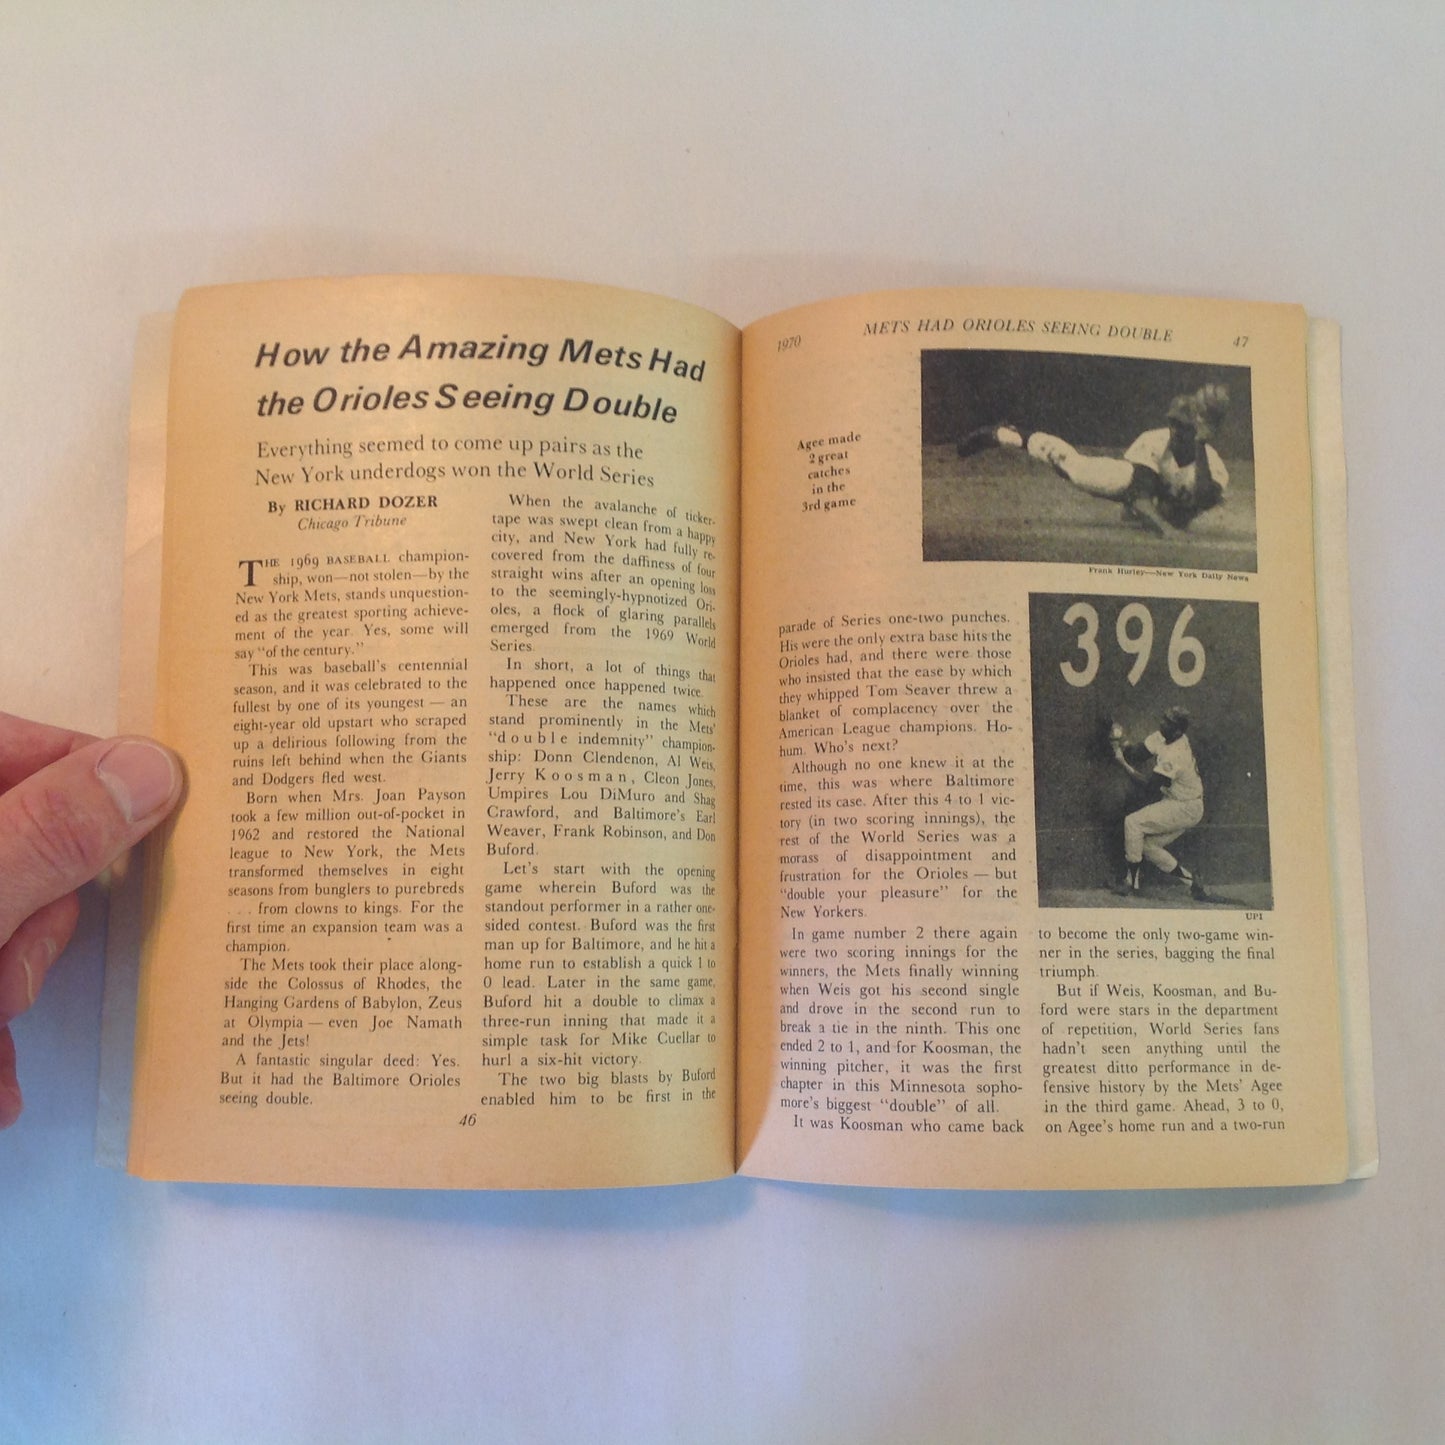 How the Amazing Mets Had
the Orioles Seeing Double
Everything seemed to come up pairs as the
New York underdogs won the World Series
By RICHARD DOZER
Chicago Tribune
THE 1969 BASEBALL champion-
ship, won—not stolen—by the
New York Mets, stands unquestion-
ed as the greatest sporting achieve-
ment of the year. Yes, some will
say "of the century."
This was baseball's centennial
season, and it was celebrated to the
fullest by one of its youngest — an
eight-year old upstart who scraped
up a delirious following from the
ruins left behind when the Giants
and Dodgers fled west.
Born when Mrs. Joan Payson
took a few million out-of-pocket in
1962 and restored the National
league to New York, the Mets
transformed themselves in eight
seasons from bunglers to purebreds
. . . from clowns to kings. For the
first time an expansion team was a
champion.
The Mets took their place along-
side the Colossus of Rhodes, the
Hanging Gardens of Babylon, Zeus
at Olympia — even Joe Namath
and the Jets!
A fantastic singular deed: Yes.
But it had the Baltimore Orioles
seeing double.
When the avalanche of ticker-
tape was swept clean from a happy
city, and New York had fully re-
covered from the daffiness of four
straight wins after an opening loss
to the seemingly-hypnotized Ori-
oles, a flock of glaring parallels
emerged from the 1969 World
Series.
In short, a lot of things that
happened once happened twice.
These are the names which
stand prominently in the Mets'
"double indemnity" champion-
ship: Donn Clendenon, Al Weis,
Jerry Koosman, Cleon Jones,
Umpires Lou DiMuro and Shag
Crawford, and Baltimore's Earl
Weaver, Frank Robinson, and Don
Buford.
Let's start with the opening
game wherein Buford was the
standout performer in a rather one-
sided contest. Buford was the first
man up for Baltimore, and he hit a
home run to establish a quick 1 to
0 lead. Later in the same game,
Buford hit a double to climax a
three-run inning that made it a
simple task for Mike Cuellar to
hurl a six-hit victory.
The two big blasts by Buford
enabled him to be first in the
46
1970
METS HAD ORIOLES SEEING DOUBLE
47
Agee made
2 great
catches
in the
3rd game
Frank Hurley—New York Daily News
parade of Series one-two punches.
His were the only extra base hits the
Orioles had, and there were those
who insisted that the ease by which
they whipped Tom Seaver threw a
blanket of complacency over the
American League champions. Ho-
hum. Who's next?
Although no one knew it at the
time, this was where Baltimore
rested its case. After this 4 to 1 vic-
tory (in two scoring innings), the
rest of the World Series was a
morass of disappointment and
frustration for the Orioles — but
"double your pleasure" for the
New Yorkers.
In game number 2 there again
were two scoring innings for the
winners, the Mets finally winning
when Weis got his second single
and drove in the second run to
break a tie in the ninth. This one
ended 2 to 1, and for Koosman, the
winning pitcher, it was the first
chapter in this Minnesota sopho-
more's biggest "double" of all.
It was Koosman who came back
396
UPI
to become the only two-game win-
ner in the series, bagging the final
triumph.
But if Weis, Koosman, and Bu-
ford were stars in the department
of repetition, World Series fans
hadn't seen anything until the
greatest ditto performance in de-
fensive history by the Mets' Agee
in the third game. Ahead, 3 to 0,
on Agee's home run and a two-run